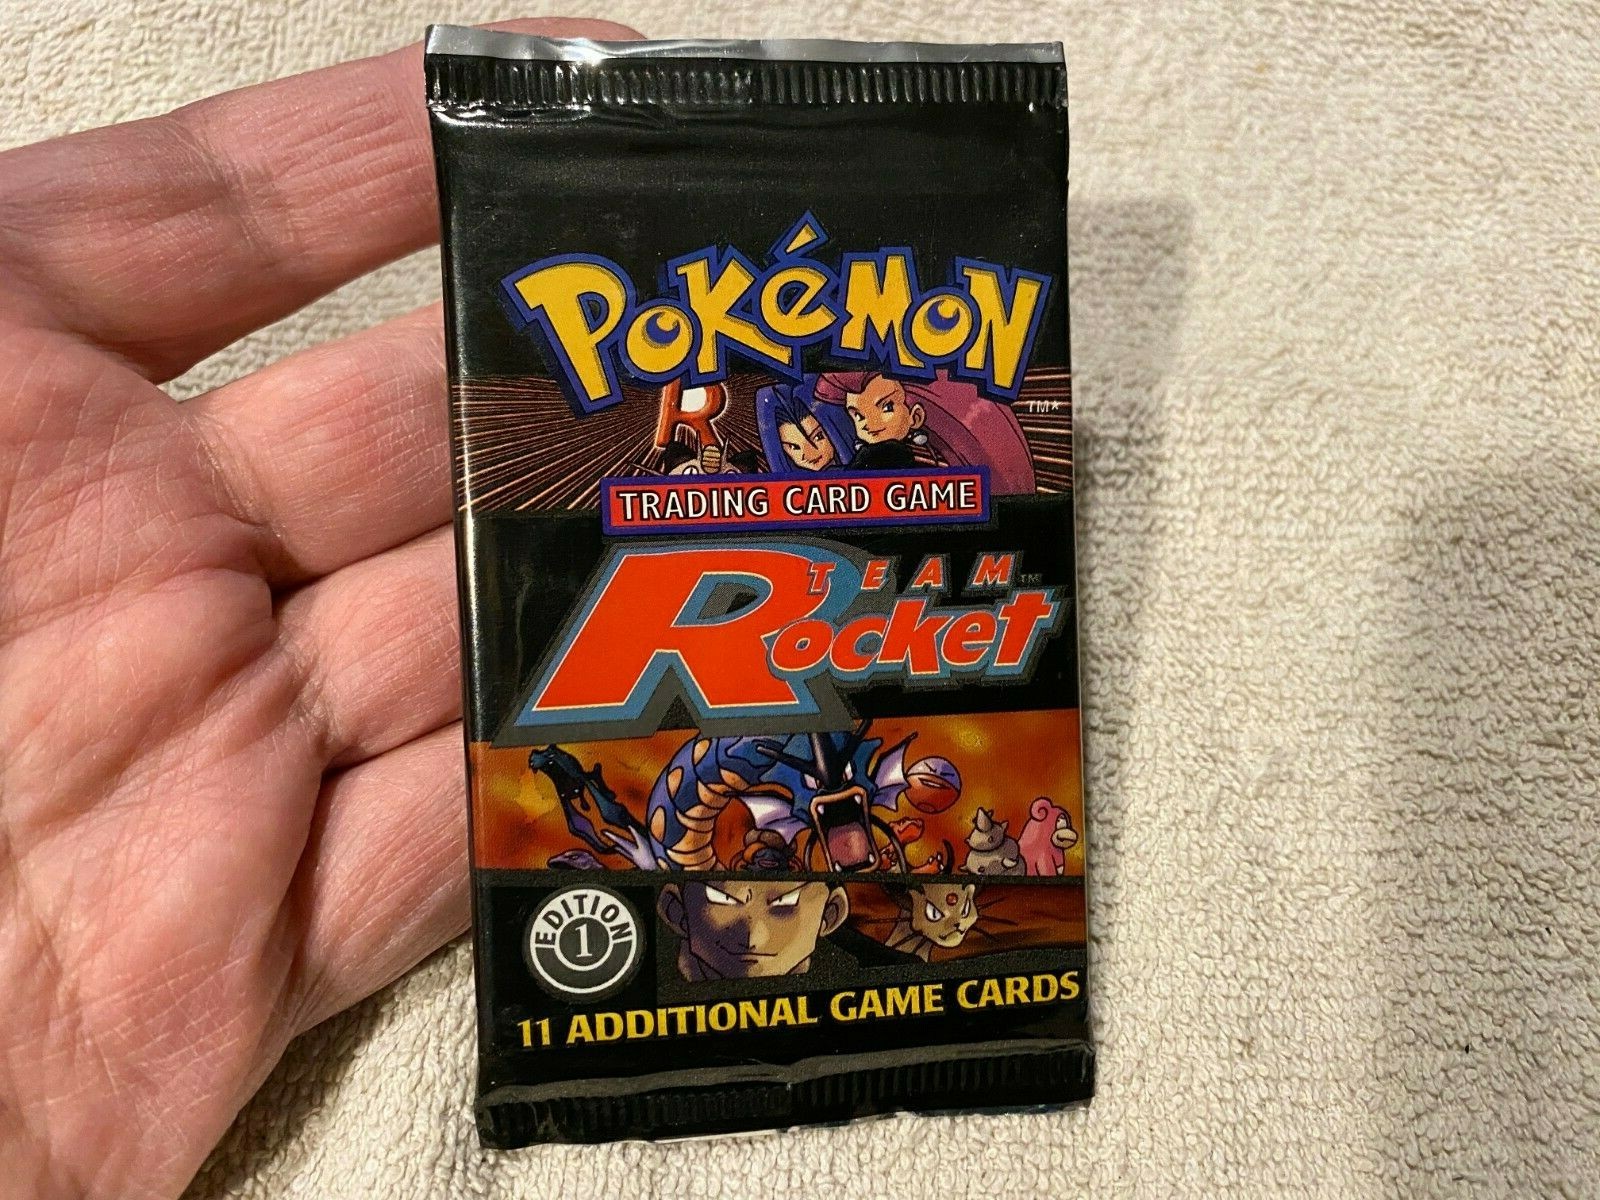 POKéMON
TM*
R
TRADING CARD GAME
TEAM TM
Rocket
EDITION
1
11 ADDITIONAL GAME CARDS